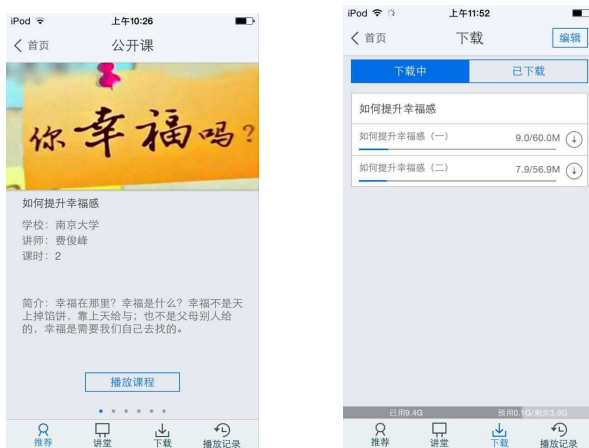 iPod 上午10:26
首页 公开课
你幸福吗?
如何提升幸福感
学校：南京大学
讲师：费俊峰
课时：2
简介：幸福在那里？幸福是什么？幸福不是天
上掉馅饼，靠上天给与；也不是父母别人给
的，幸福是需要我们自己去找的。
播放课程
推荐 讲堂 下载 播放记录
iPod 上午11:52
首页 下载 编辑
下载中 已下载
如何提升幸福感
如何提升幸福感（一） 9.0/60.0M
如何提升幸福感（二） 7.9/56.9M
已用9.4G 预用0.1G/剩余3.9G
推荐 讲堂 下载 播放记录